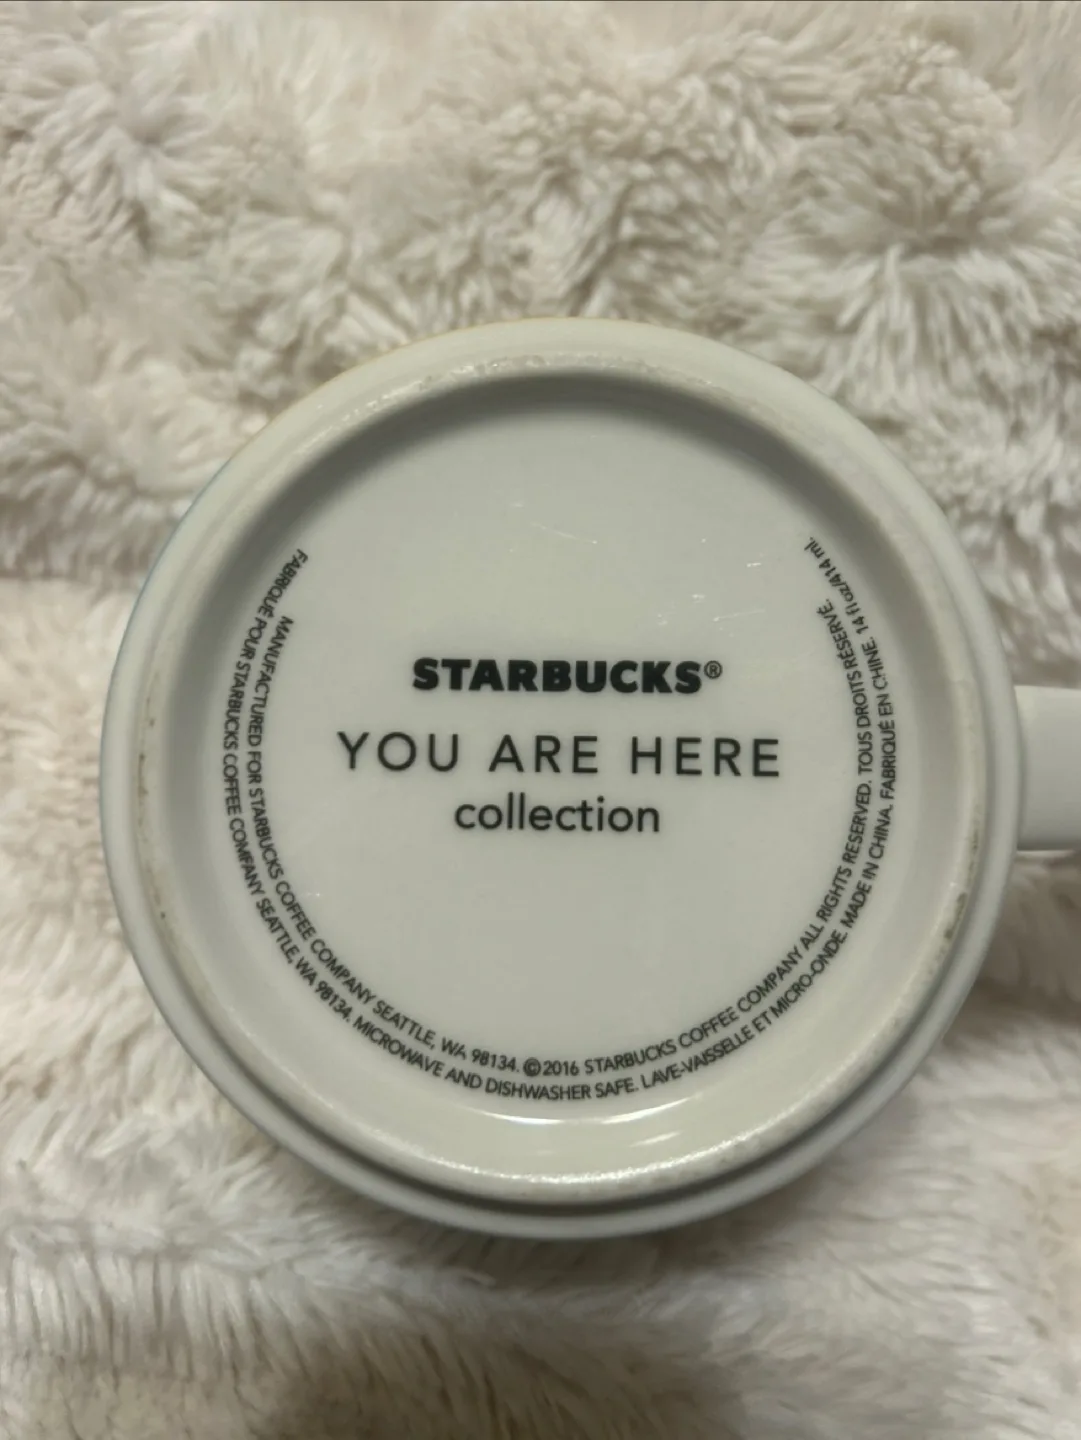 STARBUCKS®
YOU ARE HERE
collection
MANUFACTURED FOR STARBUCKS COFFEE COMPANY SEATTLE, WA 98134. ©2016 STARBUCKS COFFEE COMPANY ALL RIGHTS RESERVED. TOUS DROITS RÉSERVÉ.
FABRIQUÉ POUR STARBUCKS COFFEE COMPANY SEATTLE, WA 98134. MICROWAVE AND DISHWASHER SAFE. LAVE-VAISSELLE ET MICRO-ONDE. MADE IN CHINA. FABRIQUÉ EN CHINE. 14 fl oz/414 ml.